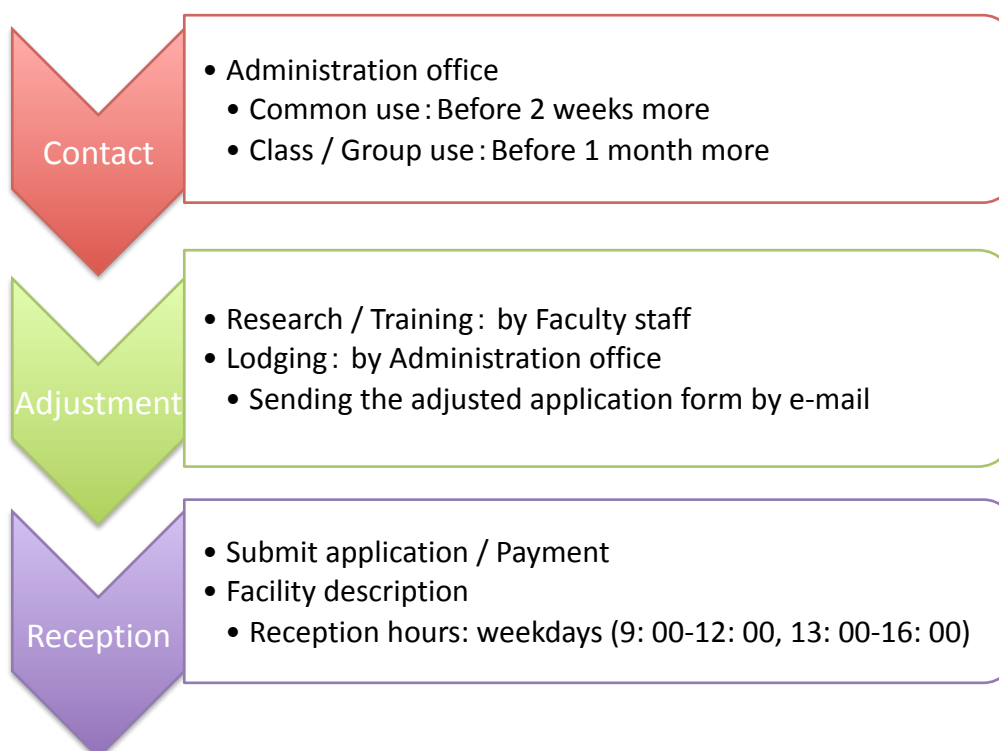 Contact
• Administration office
• Common use：Before 2 weeks more
• Class / Group use：Before 1 month more
Adjustment
• Research / Training： by Faculty staff
• Lodging： by Administration office
• Sending the adjusted application form by e-mail
Reception
• Submit application / Payment
• Facility description
• Reception hours: weekdays (9: 00-12: 00, 13: 00-16: 00)